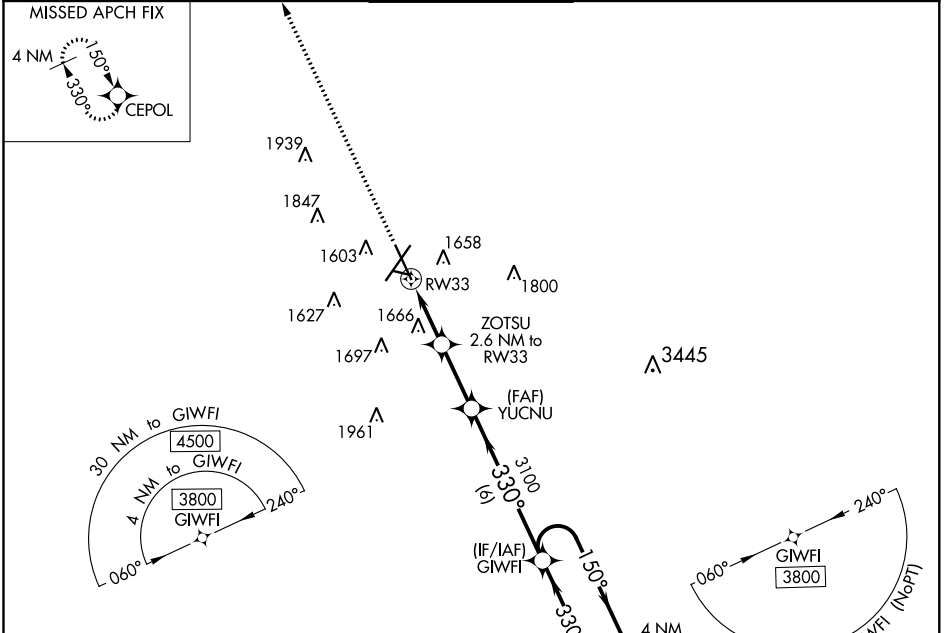 MISSED APCH FIX
4 NM
150°
330°
CEPOL
1939
1847
1603
1658
RW33
1800
1627
1666
ZOTSU
2.6 NM to
RW33
1697
3445
(FAF)
YUCNU
1961
30 NM to GIWFI
4500
4 NM to GIWFI
3800
GIWFI
240°
060°
3100
330°
(6)
(IF/IAF)
GIWFI
150°
330
4 NM
240°
GIWFI
060°
3800
WFI (NoPT)